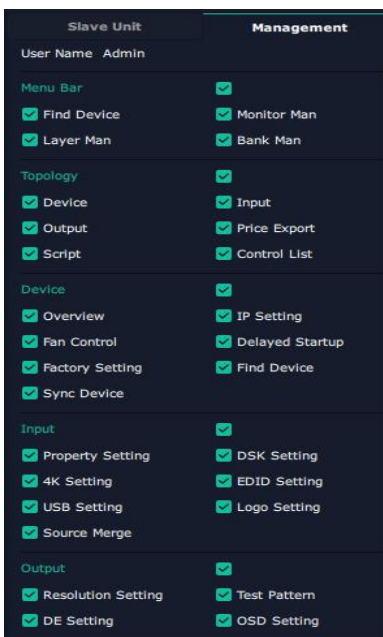 Slave Unit Management
User Name Admin
Menu Bar
Find Device Monitor Man
Layer Man Bank Man
Topology
Device Input
Output Price Export
Script Control List
Device
Overview IP Setting
Fan Control Delayed Startup
Factory Setting Find Device
Sync Device
Input
Property Setting DSK Setting
4K Setting EDID Setting
USB Setting Logo Setting
Source Merge
Output
Resolution Setting Test Pattern
DE Setting OSD Setting